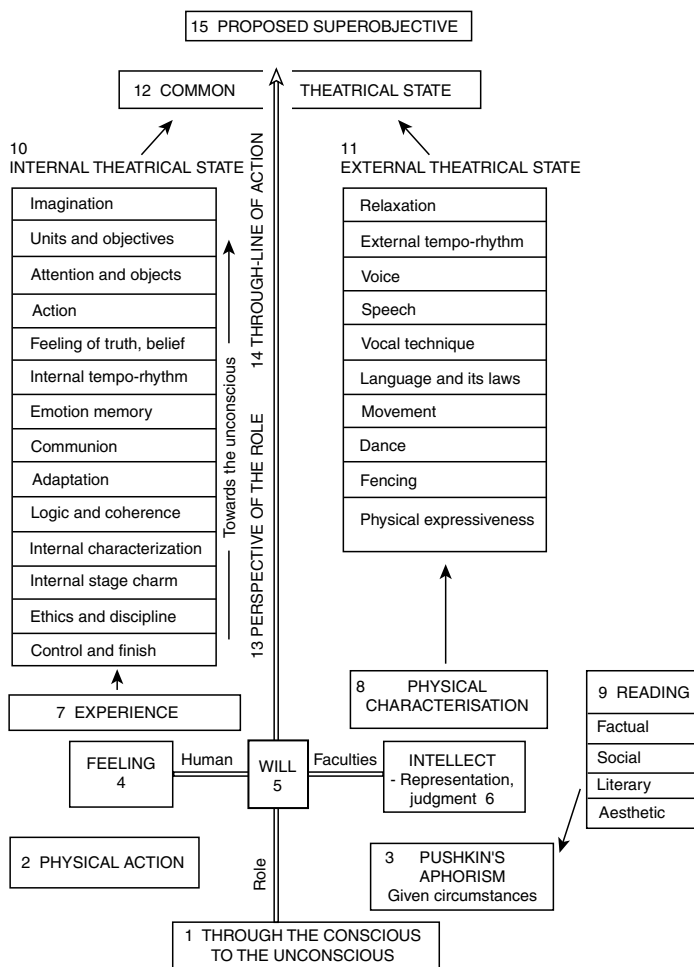 15 PROPOSED SUPEROBJECTIVE
12 COMMON THEATRICAL STATE
10
INTERNAL THEATRICAL STATE
Imagination
Units and objectives
Attention and objects
Action
Feeling of truth, belief
Internal tempo-rhythm
Emotion memory
Communion
Adaptation
Logic and coherence
Internal characterization
Internal stage charm
Ethics and discipline
Control and finish
Towards the unconscious
13 PERSPECTIVE OF THE ROLE
14 THROUGH-LINE OF ACTION
11
EXTERNAL THEATRICAL STATE
Relaxation
External tempo-rhythm
Voice
Speech
Vocal technique
Language and its laws
Movement
Dance
Fencing
Physical expressiveness
7 EXPERIENCE
8 PHYSICAL
CHARACTERISATION
9 READING
Factual
Social
Literary
Aesthetic
FEELING
4
Human
WILL
5
Faculties
INTELLECT
- Representation,
judgment 6
2 PHYSICAL ACTION
Role
3 PUSHKIN'S
APHORISM
Given circumstances
1 THROUGH THE CONSCIOUS
TO THE UNCONSCIOUS